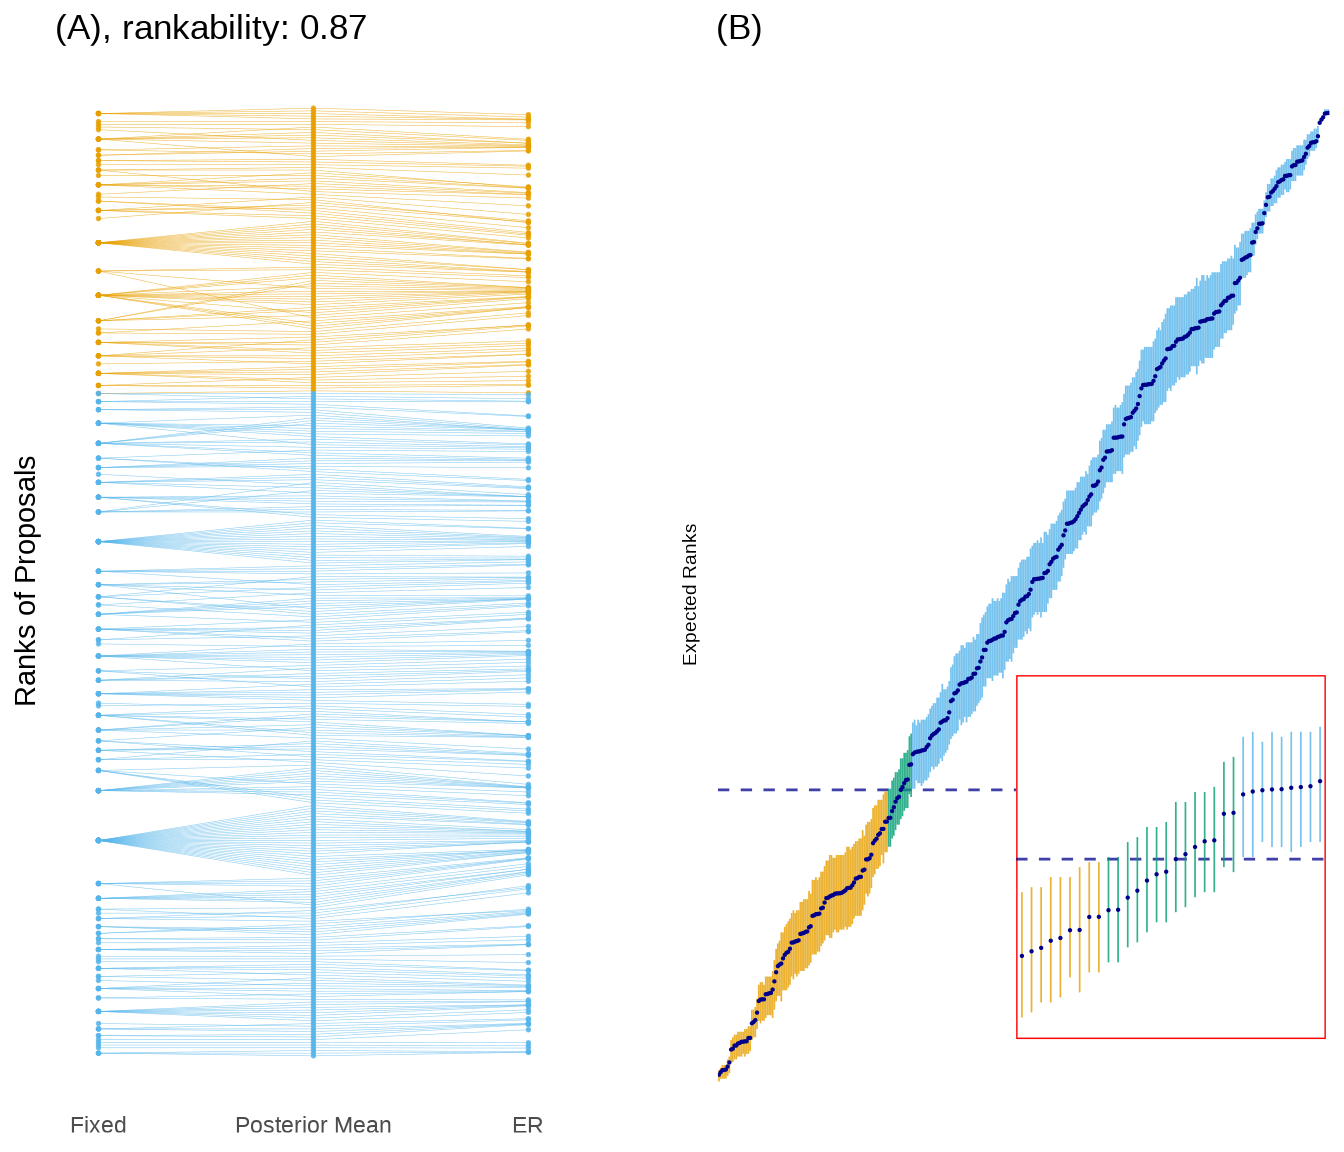 (A), rankability: 0.87
(B)
Ranks of Proposals
Expected Ranks
Fixed
Posterior Mean
ER